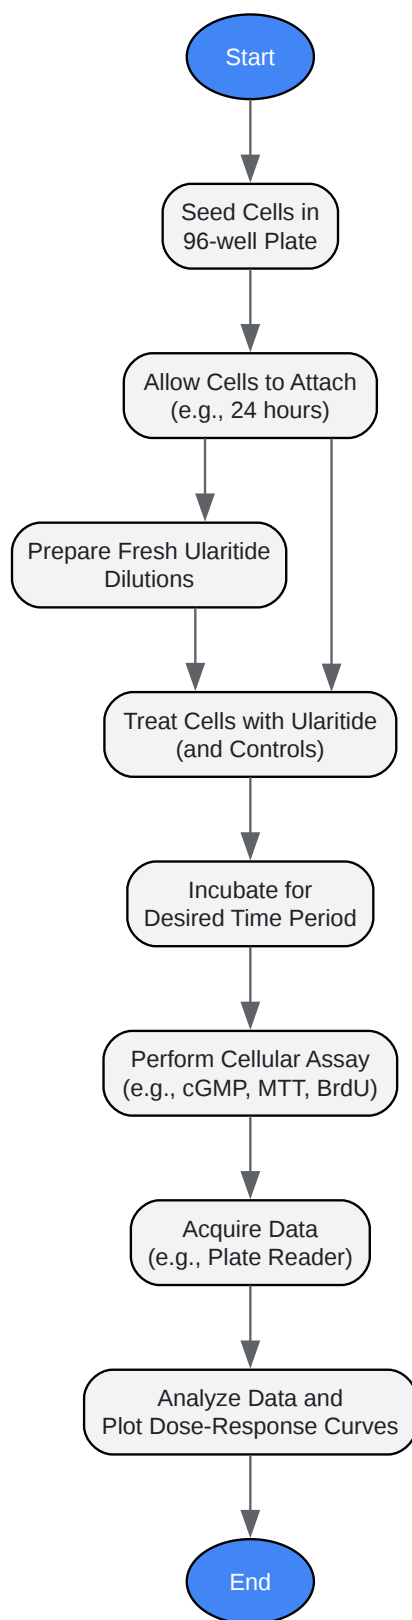 Start
Seed Cells in
96-well Plate
Allow Cells to Attach
(e.g., 24 hours)
Prepare Fresh Ularitide
Dilutions
Treat Cells with Ularitide
(and Controls)
Incubate for
Desired Time Period
Perform Cellular Assay
(e.g., cGMP, MTT, BrdU)
Acquire Data
(e.g., Plate Reader)
Analyze Data and
Plot Dose-Response Curves
End